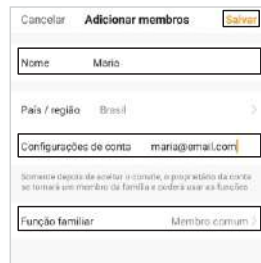 Cancelar Adicionar membros Salvar
Nome Maria
País / região Brasil
Configurações de conta maria@email.com
Somente depois de aceitar o convite, o proprietário da conta
se tornará um membro da família e poderá usar as funções
Função familiar Membro comum